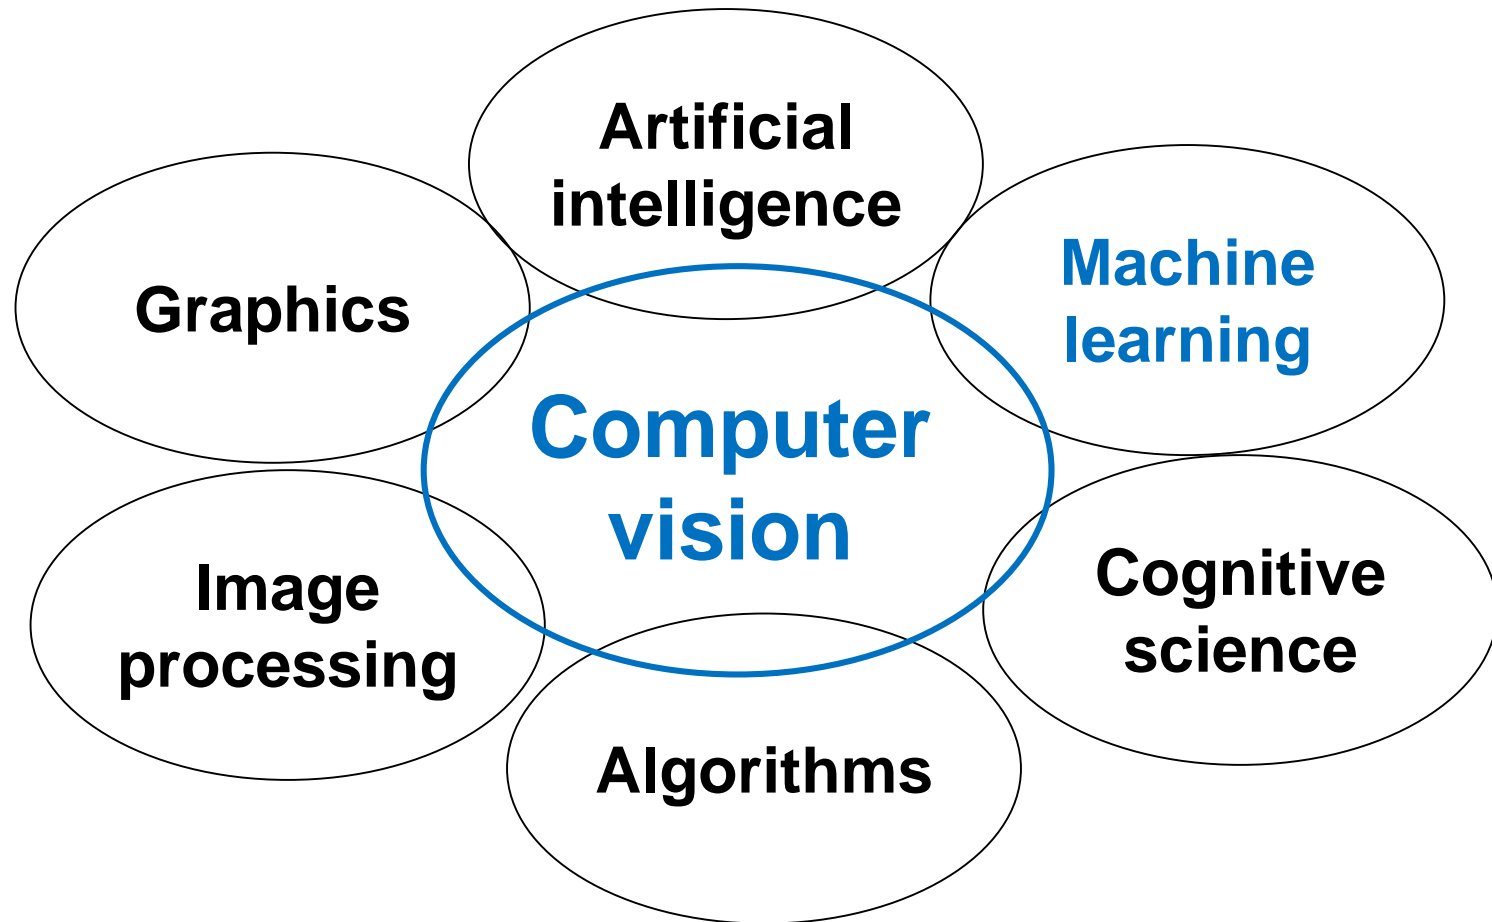 Artificial
intelligence
Graphics
Machine
learning
Computer
vision
Image
processing
Cognitive
science
Algorithms